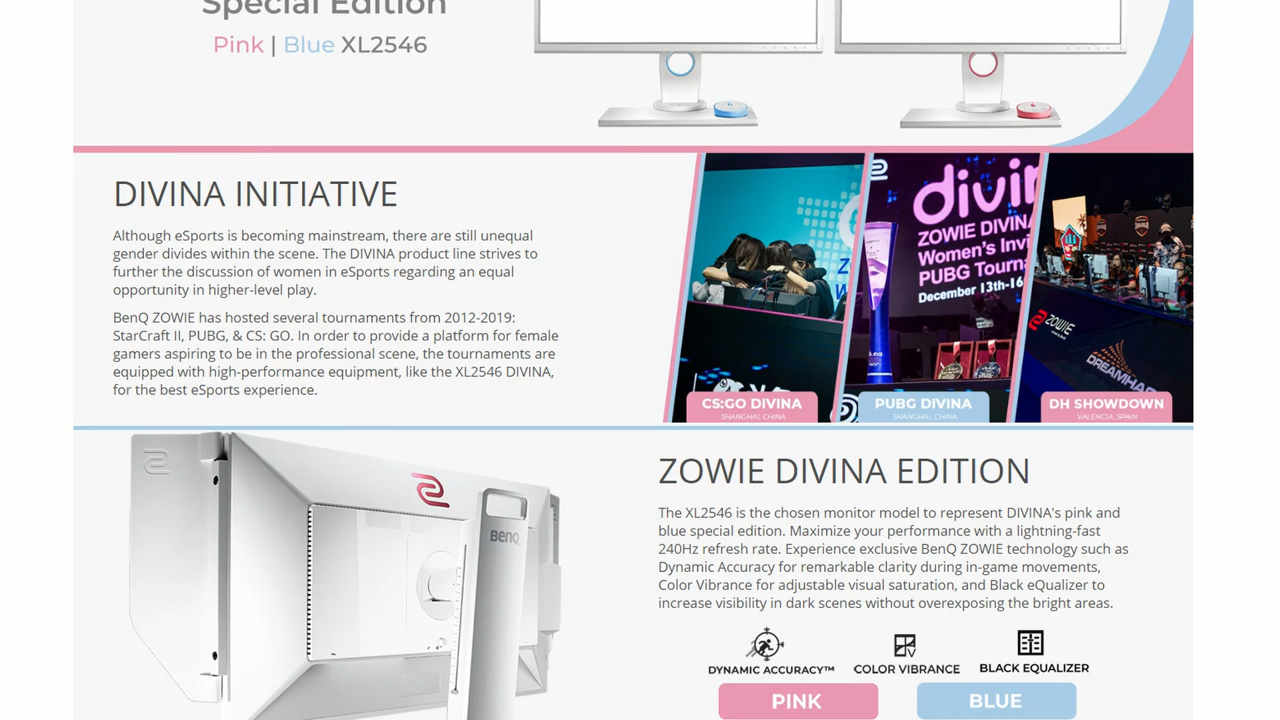 Special Edition
Pink | Blue XL2546
DIVINA INITIATIVE
Although eSports is becoming mainstream, there are still unequal
gender divides within the scene. The DIVINA product line strives to
further the discussion of women in eSports regarding an equal
opportunity in higher-level play.
BenQ ZOWIE has hosted several tournaments from 2012-2019:
StarCraft II, PUBG, & CS: GO. In order to provide a platform for female
gamers aspiring to be in the professional scene, the tournaments are
equipped with high-performance equipment, like the XL2546 DIVINA,
for the best eSports experience.
divin
ZOWIE DIVINA
Women's Invi
PUBG Tourna
December 13th-16
ZOWIE
DREAMHA
CS:GO DIVINA
SHANGHAI, CHINA
PUBG DIVINA
SHANGHAI, CHINA
DH SHOWDOWN
VALENCIA, SPAIN
BenQ
ZOWIE DIVINA EDITION
The XL2546 is the chosen monitor model to represent DIVINA's pink and
blue special edition. Maximize your performance with a lightning-fast
240Hz refresh rate. Experience exclusive BenQ ZOWIE technology such as
Dynamic Accuracy for remarkable clarity during in-game movements,
Color Vibrance for adjustable visual saturation, and Black eQualizer to
increase visibility in dark scenes without overexposing the bright areas.
DYNAMIC ACCURACY™
COLOR VIBRANCE
BLACK EQUALIZER
PINK
BLUE